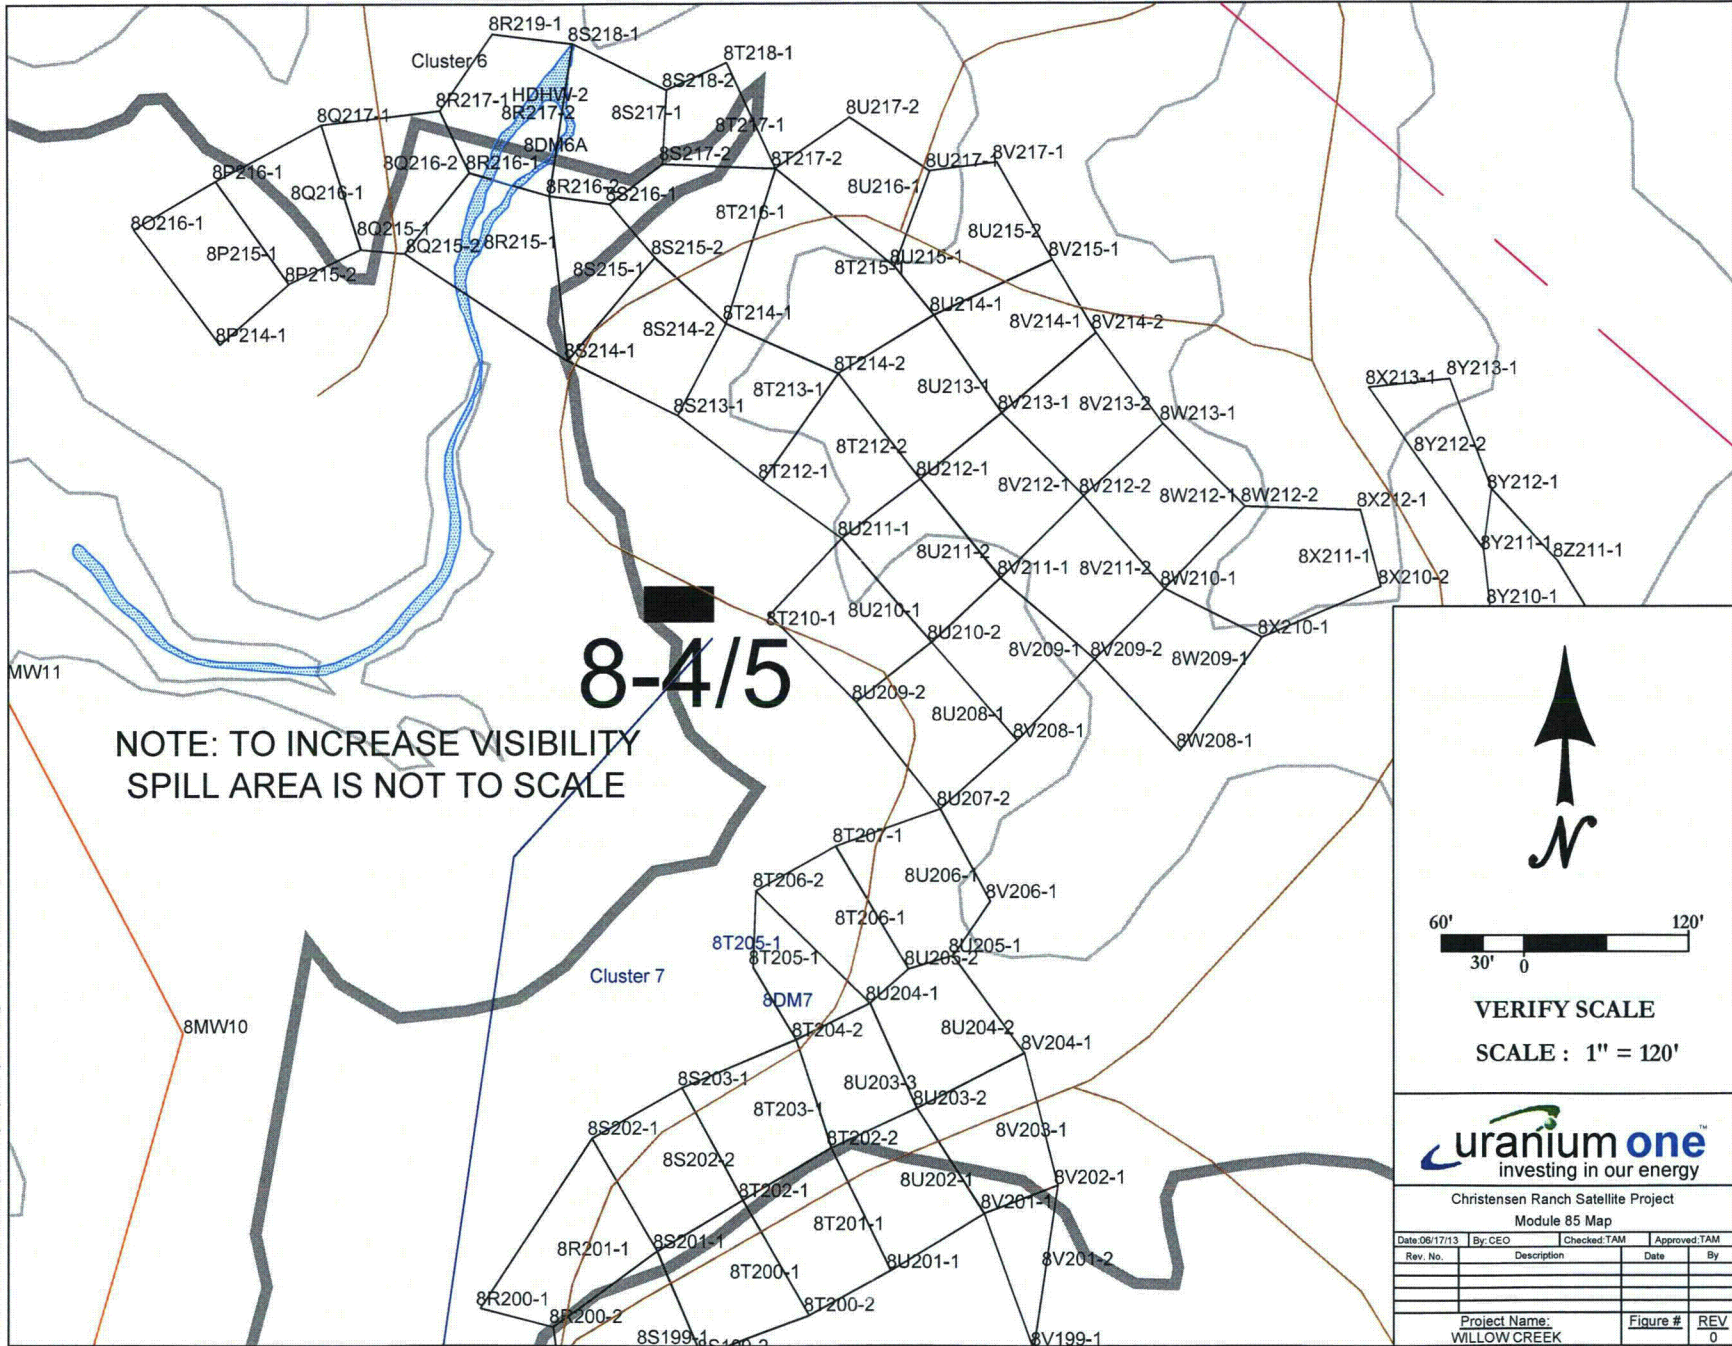 8R219-1
8S218-1
Cluster 6
8T218-1
8S218-2
8R217-1
HDHW-2
8R217-2
8S217-1
8U217-2
8Q217-1
8T217-1
8DM6A
8Q216-2
8R216-1
8S217-2
8T217-2
8U217-1
8V217-1
8P216-1
8Q216-1
8R216-2
8S216-1
8U216-1
8O216-1
8T216-1
8P215-1
8Q215-1
8Q215-2
8R215-1
8S215-2
8U215-2
8V215-1
8P215-2
8S215-1
8T215-1
8U215-1
8P214-1
8S214-2
8T214-1
8U214-1
8V214-1
8V214-2
8S214-1
8T214-2
8X213-1
8Y213-1
8T213-1
8U213-1
8S213-1
8V213-1
8V213-2
8W213-1
8T212-2
8Y212-2
8T212-1
8U212-1
8V212-1
8V212-2
8W212-1
8W212-2
8X212-1
8Y212-1
8U211-1
8U211-2
8V211-1
8V211-2
8X211-1
8Y211-1
8Z211-1
8W210-1
8X210-2
8Y210-1
8T210-1
8U210-1
8U210-2
8X210-1
8V209-1
8V209-2
8W209-1
MW11
8-4/5
8U209-2
8U208-1
8V208-1
8W208-1
NOTE: TO INCREASE VISIBILITY
SPILL AREA IS NOT TO SCALE
8U207-2
8T207-1
8T206-2
8U206-1
8V206-1
8T206-1
8T205-1
8T205-1
8U205-1
8U205-2
Cluster 7
8DM7
8U204-1
8MW10
8T204-2
8U204-2
8V204-1
8S203-1
8U203-3
8U203-2
8T203-1
8V203-1
8S202-1
8T202-2
8S202-2
8T202-1
8U202-1
8V202-1
8V201-1
8R201-1
8S201-1
8T201-1
8U201-1
8V201-2
8T200-1
8R200-1
8R200-2
8T200-2
8S199-1
8S199-2
8V199-1
N
60'
120'
30'
0
VERIFY SCALE
SCALE : 1" = 120'
uranium one™
investing in our energy
Christensen Ranch Satellite Project
Module 85 Map
Date:06/17/13 By: CEO Checked:TAM Approved:TAM
Rev. No. Description Date By
Project Name: Figure # REV
WILLOW CREEK 0